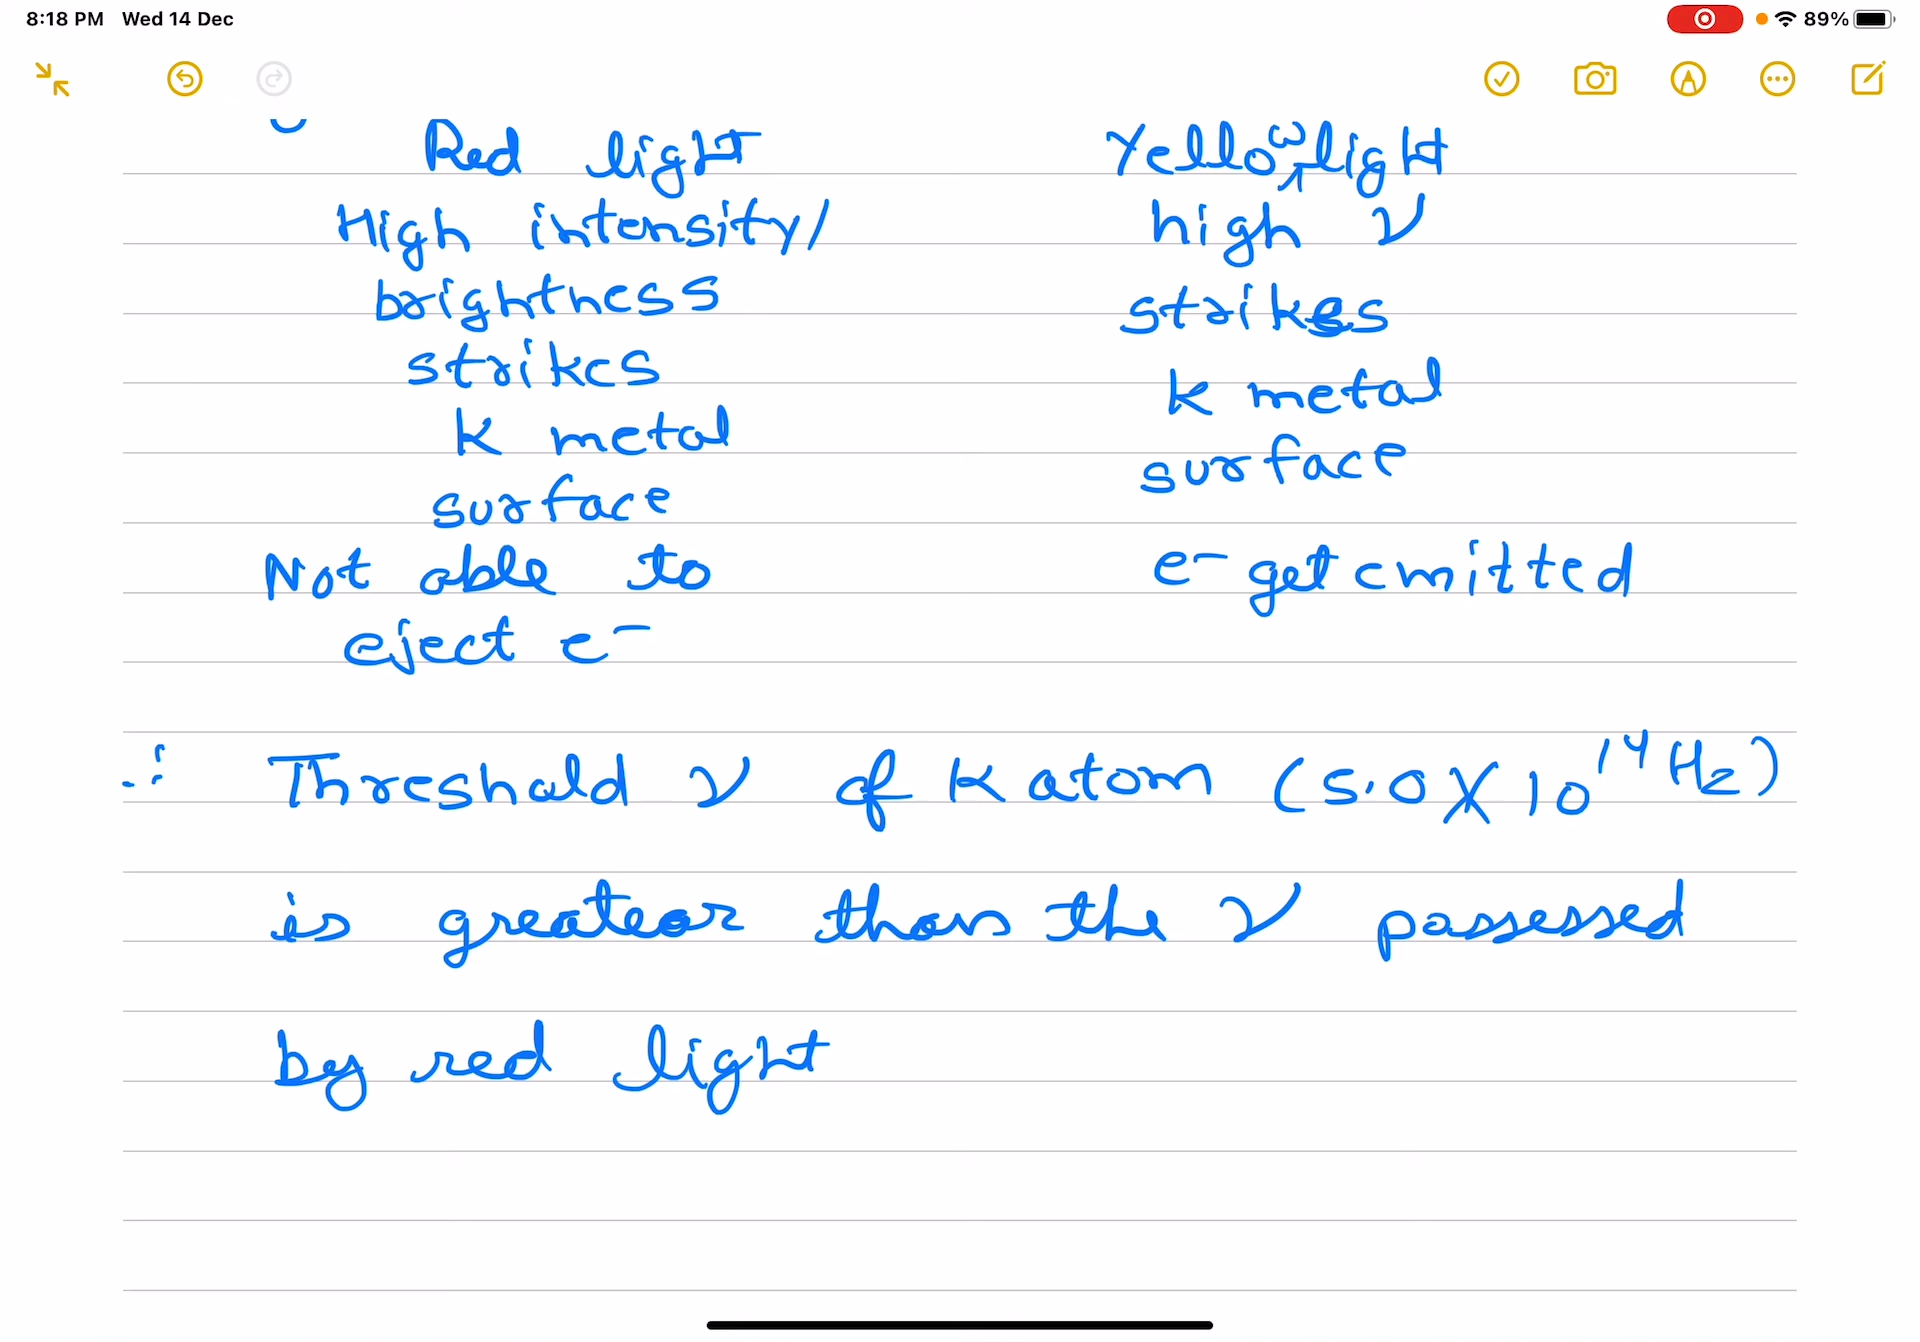 8:18 PM Wed 14 Dec
89%
Red light
High intensity/
brightness
strikes
K metal
surface
Not able to
eject e⁻
Yellow light
high ν
strikes
K metal
surface
e⁻ get emitted
∴ Threshold ν of K atom (5.0 X 10¹⁴ Hz)
is greater than the ν possessed
by red light